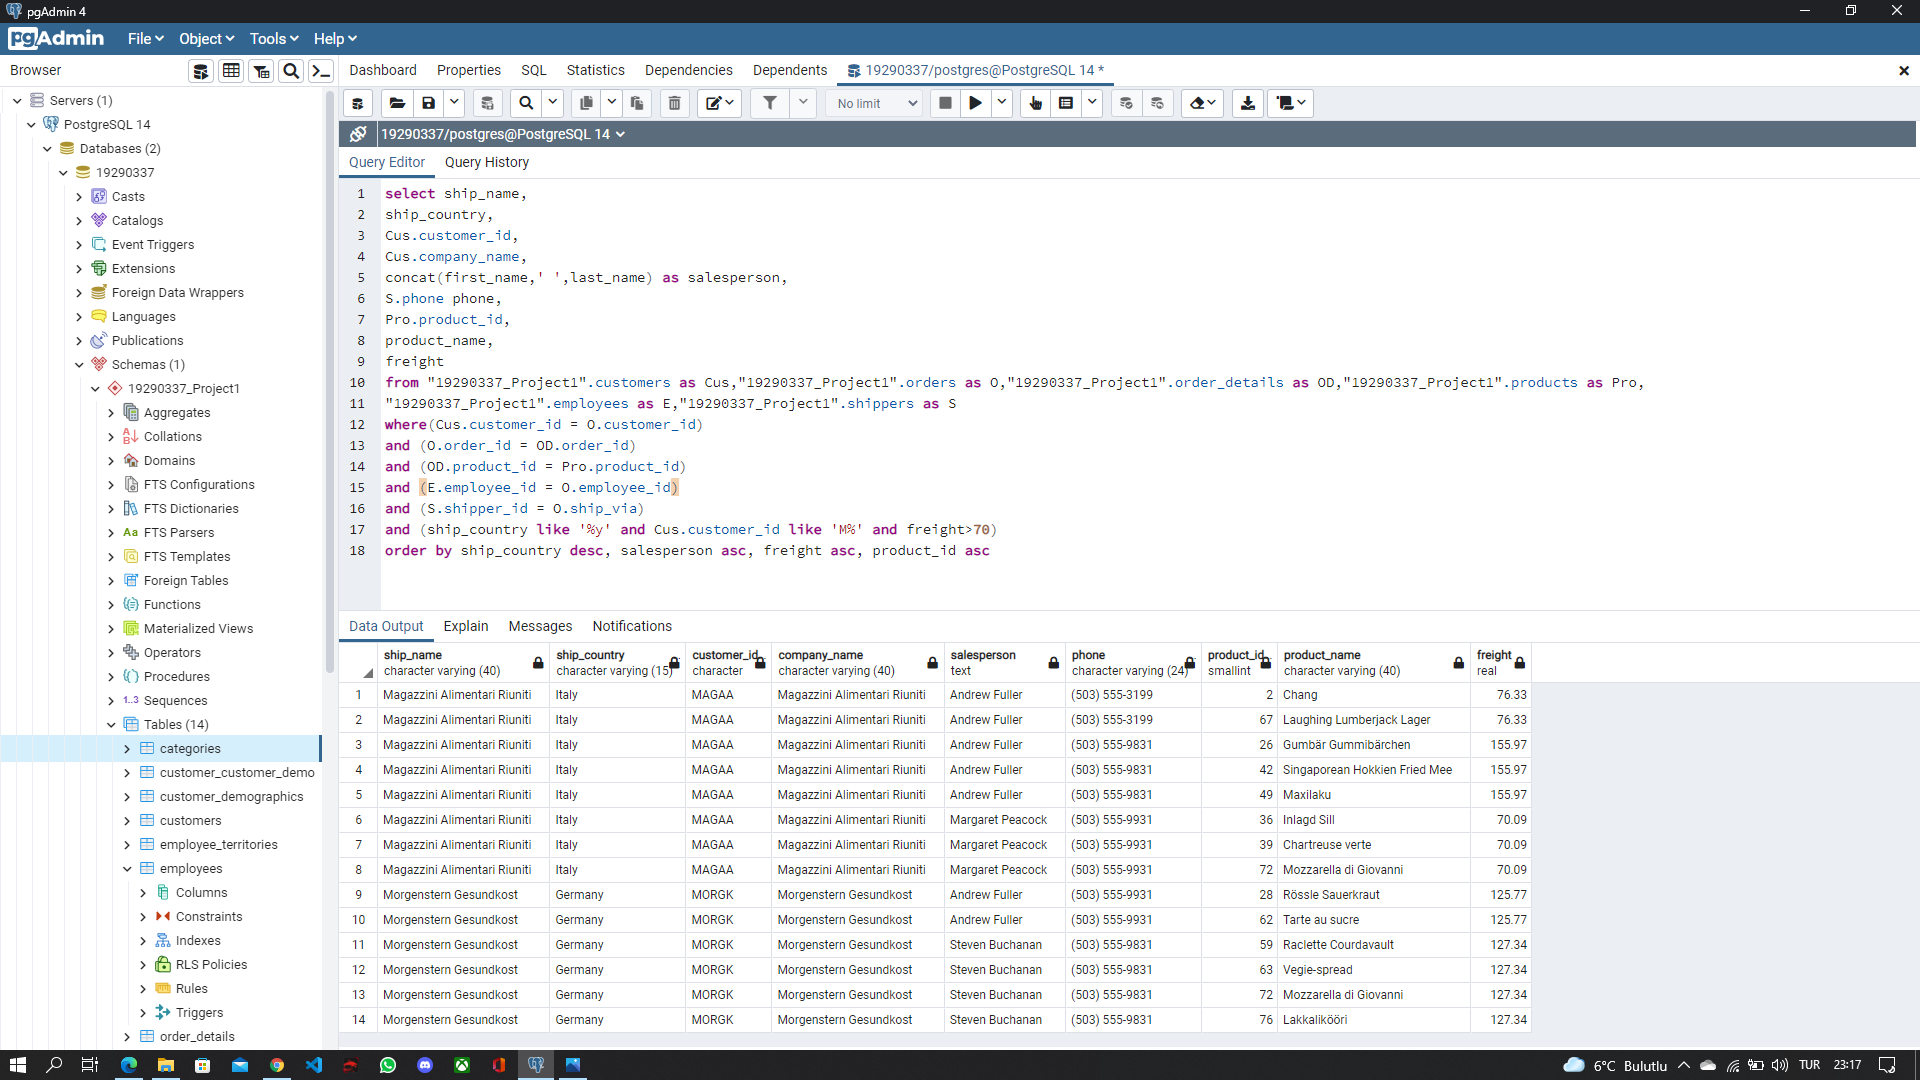 pgAdmin 4
pgAdmin File Object Tools Help
Browser
Dashboard Properties SQL Statistics Dependencies Dependents 19290337/postgres@PostgreSQL 14 *
No limit
19290337/postgres@PostgreSQL 14
Query Editor Query History
Servers (1)
PostgreSQL 14
Databases (2)
19290337
Casts
Catalogs
Event Triggers
Extensions
Foreign Data Wrappers
Languages
Publications
Schemas (1)
19290337_Project1
Aggregates
Collations
Domains
FTS Configurations
FTS Dictionaries
Aa FTS Parsers
FTS Templates
Foreign Tables
Functions
Materialized Views
Operators
Procedures
1..3 Sequences
Tables (14)
categories
customer_customer_demo
customer_demographics
customers
employee_territories
employees
Columns
Constraints
Indexes
RLS Policies
Rules
Triggers
order_details
1 select ship_name,
2 ship_country,
3 Cus.customer_id,
4 Cus.company_name,
5 concat(first_name,' ',last_name) as salesperson,
6 S.phone phone,
7 Pro.product_id,
8 product_name,
9 freight
10 from "19290337_Project1".customers as Cus,"19290337_Project1".orders as O,"19290337_Project1".order_details as OD,"19290337_Project1".products as Pro,
11 "19290337_Project1".employees as E,"19290337_Project1".shippers as S
12 where(Cus.customer_id = O.customer_id)
13 and (O.order_id = OD.order_id)
14 and (OD.product_id = Pro.product_id)
15 and (E.employee_id = O.employee_id)
16 and (S.shipper_id = O.ship_via)
17 and (ship_country like '%y' and Cus.customer_id like 'M%' and freight>70)
18 order by ship_country desc, salesperson asc, freight asc, product_id asc
Data Output Explain Messages Notifications
ship_name ship_country customer_id company_name salesperson phone product_id product_name freight
character varying (40) character varying (15) character character varying (40) text character varying (24) smallint character varying (40) real
1 Magazzini Alimentari Riuniti Italy MAGAA Magazzini Alimentari Riuniti Andrew Fuller (503) 555-3199 2 Chang 76.33
2 Magazzini Alimentari Riuniti Italy MAGAA Magazzini Alimentari Riuniti Andrew Fuller (503) 555-3199 67 Laughing Lumberjack Lager 76.33
3 Magazzini Alimentari Riuniti Italy MAGAA Magazzini Alimentari Riuniti Andrew Fuller (503) 555-9831 26 Gumbär Gummibärchen 155.97
4 Magazzini Alimentari Riuniti Italy MAGAA Magazzini Alimentari Riuniti Andrew Fuller (503) 555-9831 42 Singaporean Hokkien Fried Mee 155.97
5 Magazzini Alimentari Riuniti Italy MAGAA Magazzini Alimentari Riuniti Andrew Fuller (503) 555-9831 49 Maxilaku 155.97
6 Magazzini Alimentari Riuniti Italy MAGAA Magazzini Alimentari Riuniti Margaret Peacock (503) 555-9931 36 Inlagd Sill 70.09
7 Magazzini Alimentari Riuniti Italy MAGAA Magazzini Alimentari Riuniti Margaret Peacock (503) 555-9931 39 Chartreuse verte 70.09
8 Magazzini Alimentari Riuniti Italy MAGAA Magazzini Alimentari Riuniti Margaret Peacock (503) 555-9931 72 Mozzarella di Giovanni 70.09
9 Morgenstern Gesundkost Germany MORGK Morgenstern Gesundkost Andrew Fuller (503) 555-9931 28 Rössle Sauerkraut 125.77
10 Morgenstern Gesundkost Germany MORGK Morgenstern Gesundkost Andrew Fuller (503) 555-9931 62 Tarte au sucre 125.77
11 Morgenstern Gesundkost Germany MORGK Morgenstern Gesundkost Steven Buchanan (503) 555-9831 59 Raclette Courdavault 127.34
12 Morgenstern Gesundkost Germany MORGK Morgenstern Gesundkost Steven Buchanan (503) 555-9831 63 Vegie-spread 127.34
13 Morgenstern Gesundkost Germany MORGK Morgenstern Gesundkost Steven Buchanan (503) 555-9831 72 Mozzarella di Giovanni 127.34
14 Morgenstern Gesundkost Germany MORGK Morgenstern Gesundkost Steven Buchanan (503) 555-9831 76 Lakkalikööri 127.34
6°C Bulutlu TUR 23:17